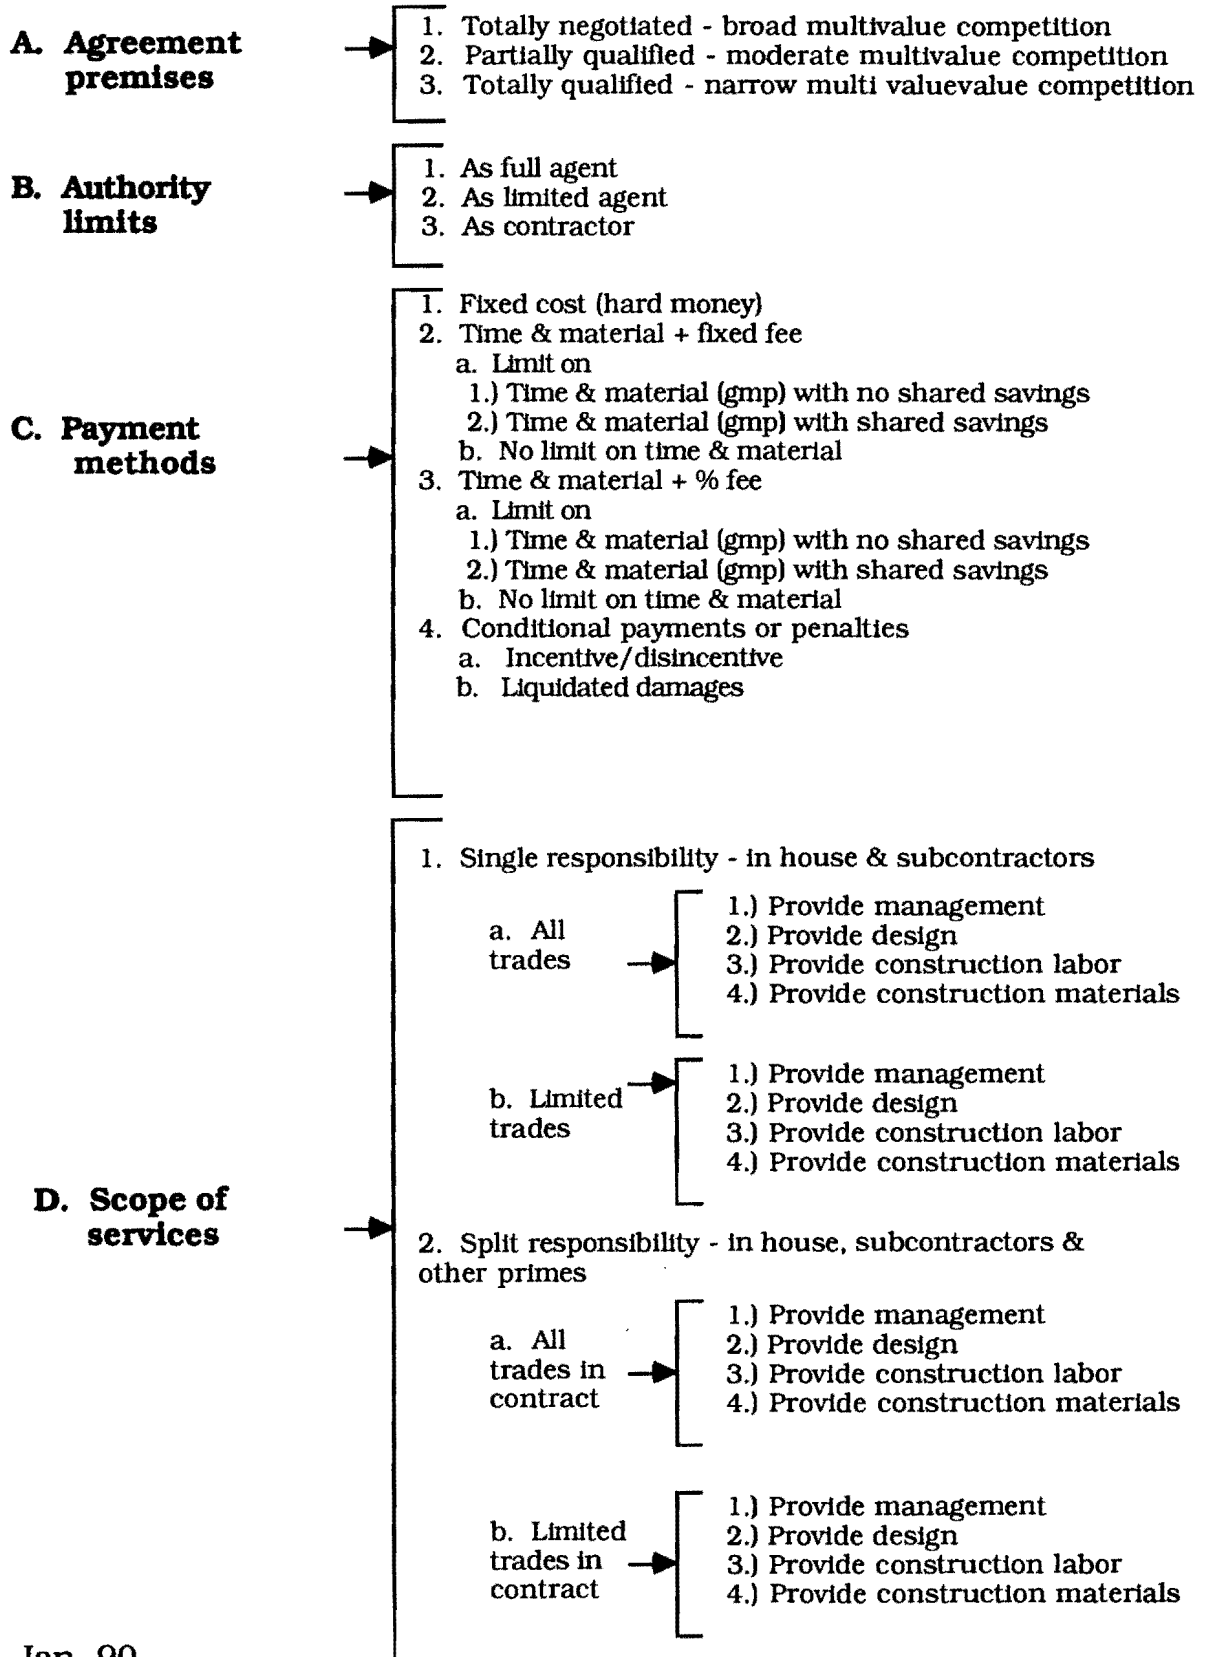 A. Agreement
premises
1. Totally negotiated - broad multivalue competition
2. Partially qualified - moderate multivalue competition
3. Totally qualified - narrow multi valuevalue competition
B. Authority
limits
1. As full agent
2. As limited agent
3. As contractor
C. Payment
methods
1. Fixed cost (hard money)
2. Time & material + fixed fee
a. Limit on
1.) Time & material (gmp) with no shared savings
2.) Time & material (gmp) with shared savings
b. No limit on time & material
3. Time & material + % fee
a. Limit on
1.) Time & material (gmp) with no shared savings
2.) Time & material (gmp) with shared savings
b. No limit on time & material
4. Conditional payments or penalties
a. Incentive/disincentive
b. Liquidated damages
D. Scope of
services
1. Single responsibility - in house & subcontractors
a. All
trades
1.) Provide management
2.) Provide design
3.) Provide construction labor
4.) Provide construction materials
b. Limited
trades
1.) Provide management
2.) Provide design
3.) Provide construction labor
4.) Provide construction materials
2. Split responsibility - in house, subcontractors &
other primes
a. All
trades in
contract
1.) Provide management
2.) Provide design
3.) Provide construction labor
4.) Provide construction materials
b. Limited
trades in
contract
1.) Provide management
2.) Provide design
3.) Provide construction labor
4.) Provide construction materials